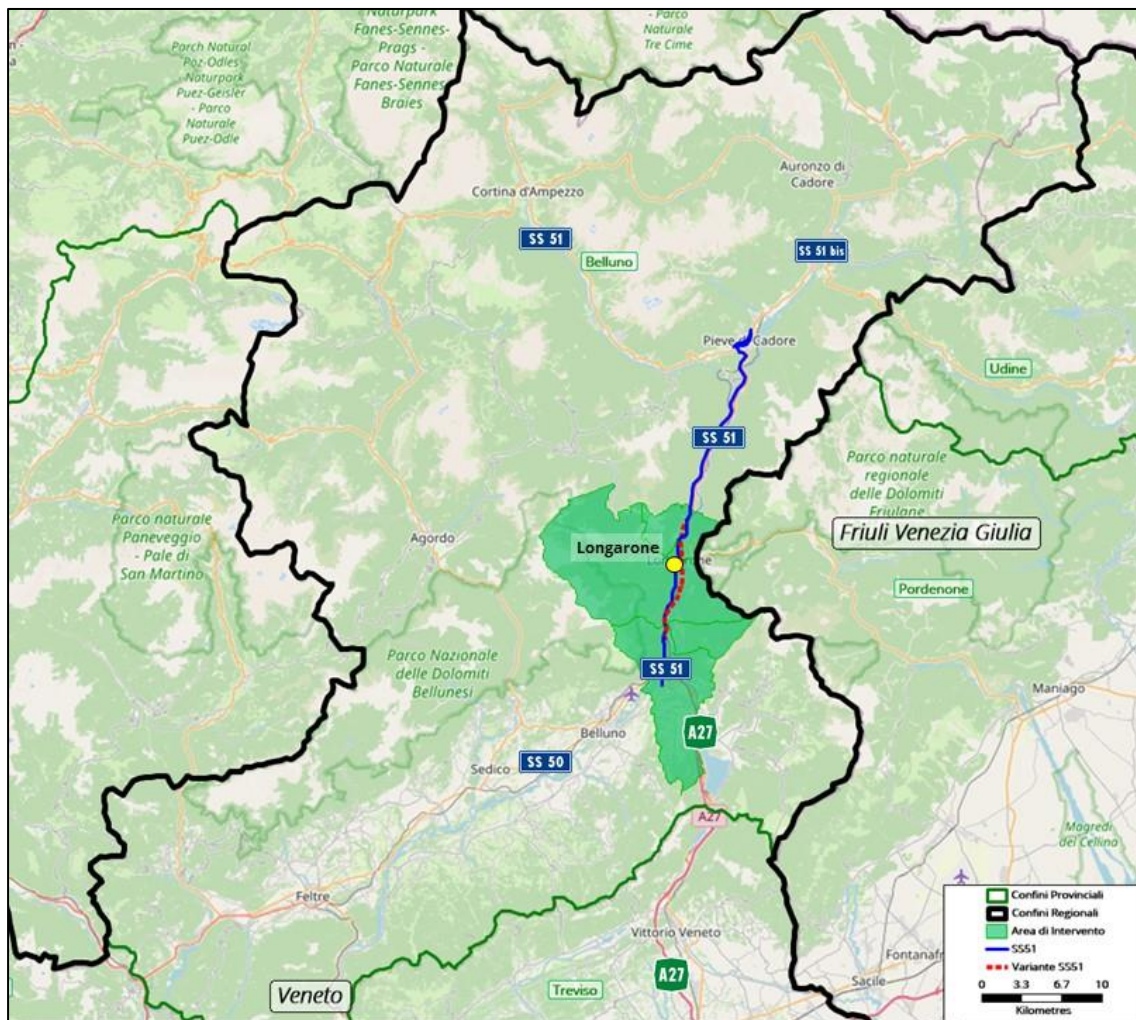 Naturpark
Fanes-Sennes-
Prags -
Parco Naturale
Fanes-Sennes-
Braies
- Parco
Naturale
Tre Cime
Parch Natural
Poz-Odles
Naturpark
Puez-Geisler
- Parco
Naturale
Puez-Odle
Auronzo di
Cadore
Cortina d'Ampezzo
SS 51
Belluno
SS 51 bis
Pieve di Cadore
Udine
SS 51
Parco naturale
regionale
delle Dolomiti
Friulane
Friuli Venezia Giulia
Parco naturale
Paneveggio
- Pale di
San Martino
Agordo
Longarone
Pordenone
Parco Nazionale
delle Dolomiti
Bellunesi
SS 51
Maniago
Belluno
A27
Sedico
SS 50
A27
Magredi
del Cellina
Feltre
Vittorio Veneto
A27
Veneto
Treviso
Sacile
Fontanafr
Confini Provinciali
Confini Regionali
Area di Intervento
SS51
Variante SS51
0 3.3 6.7 10
Kilometres